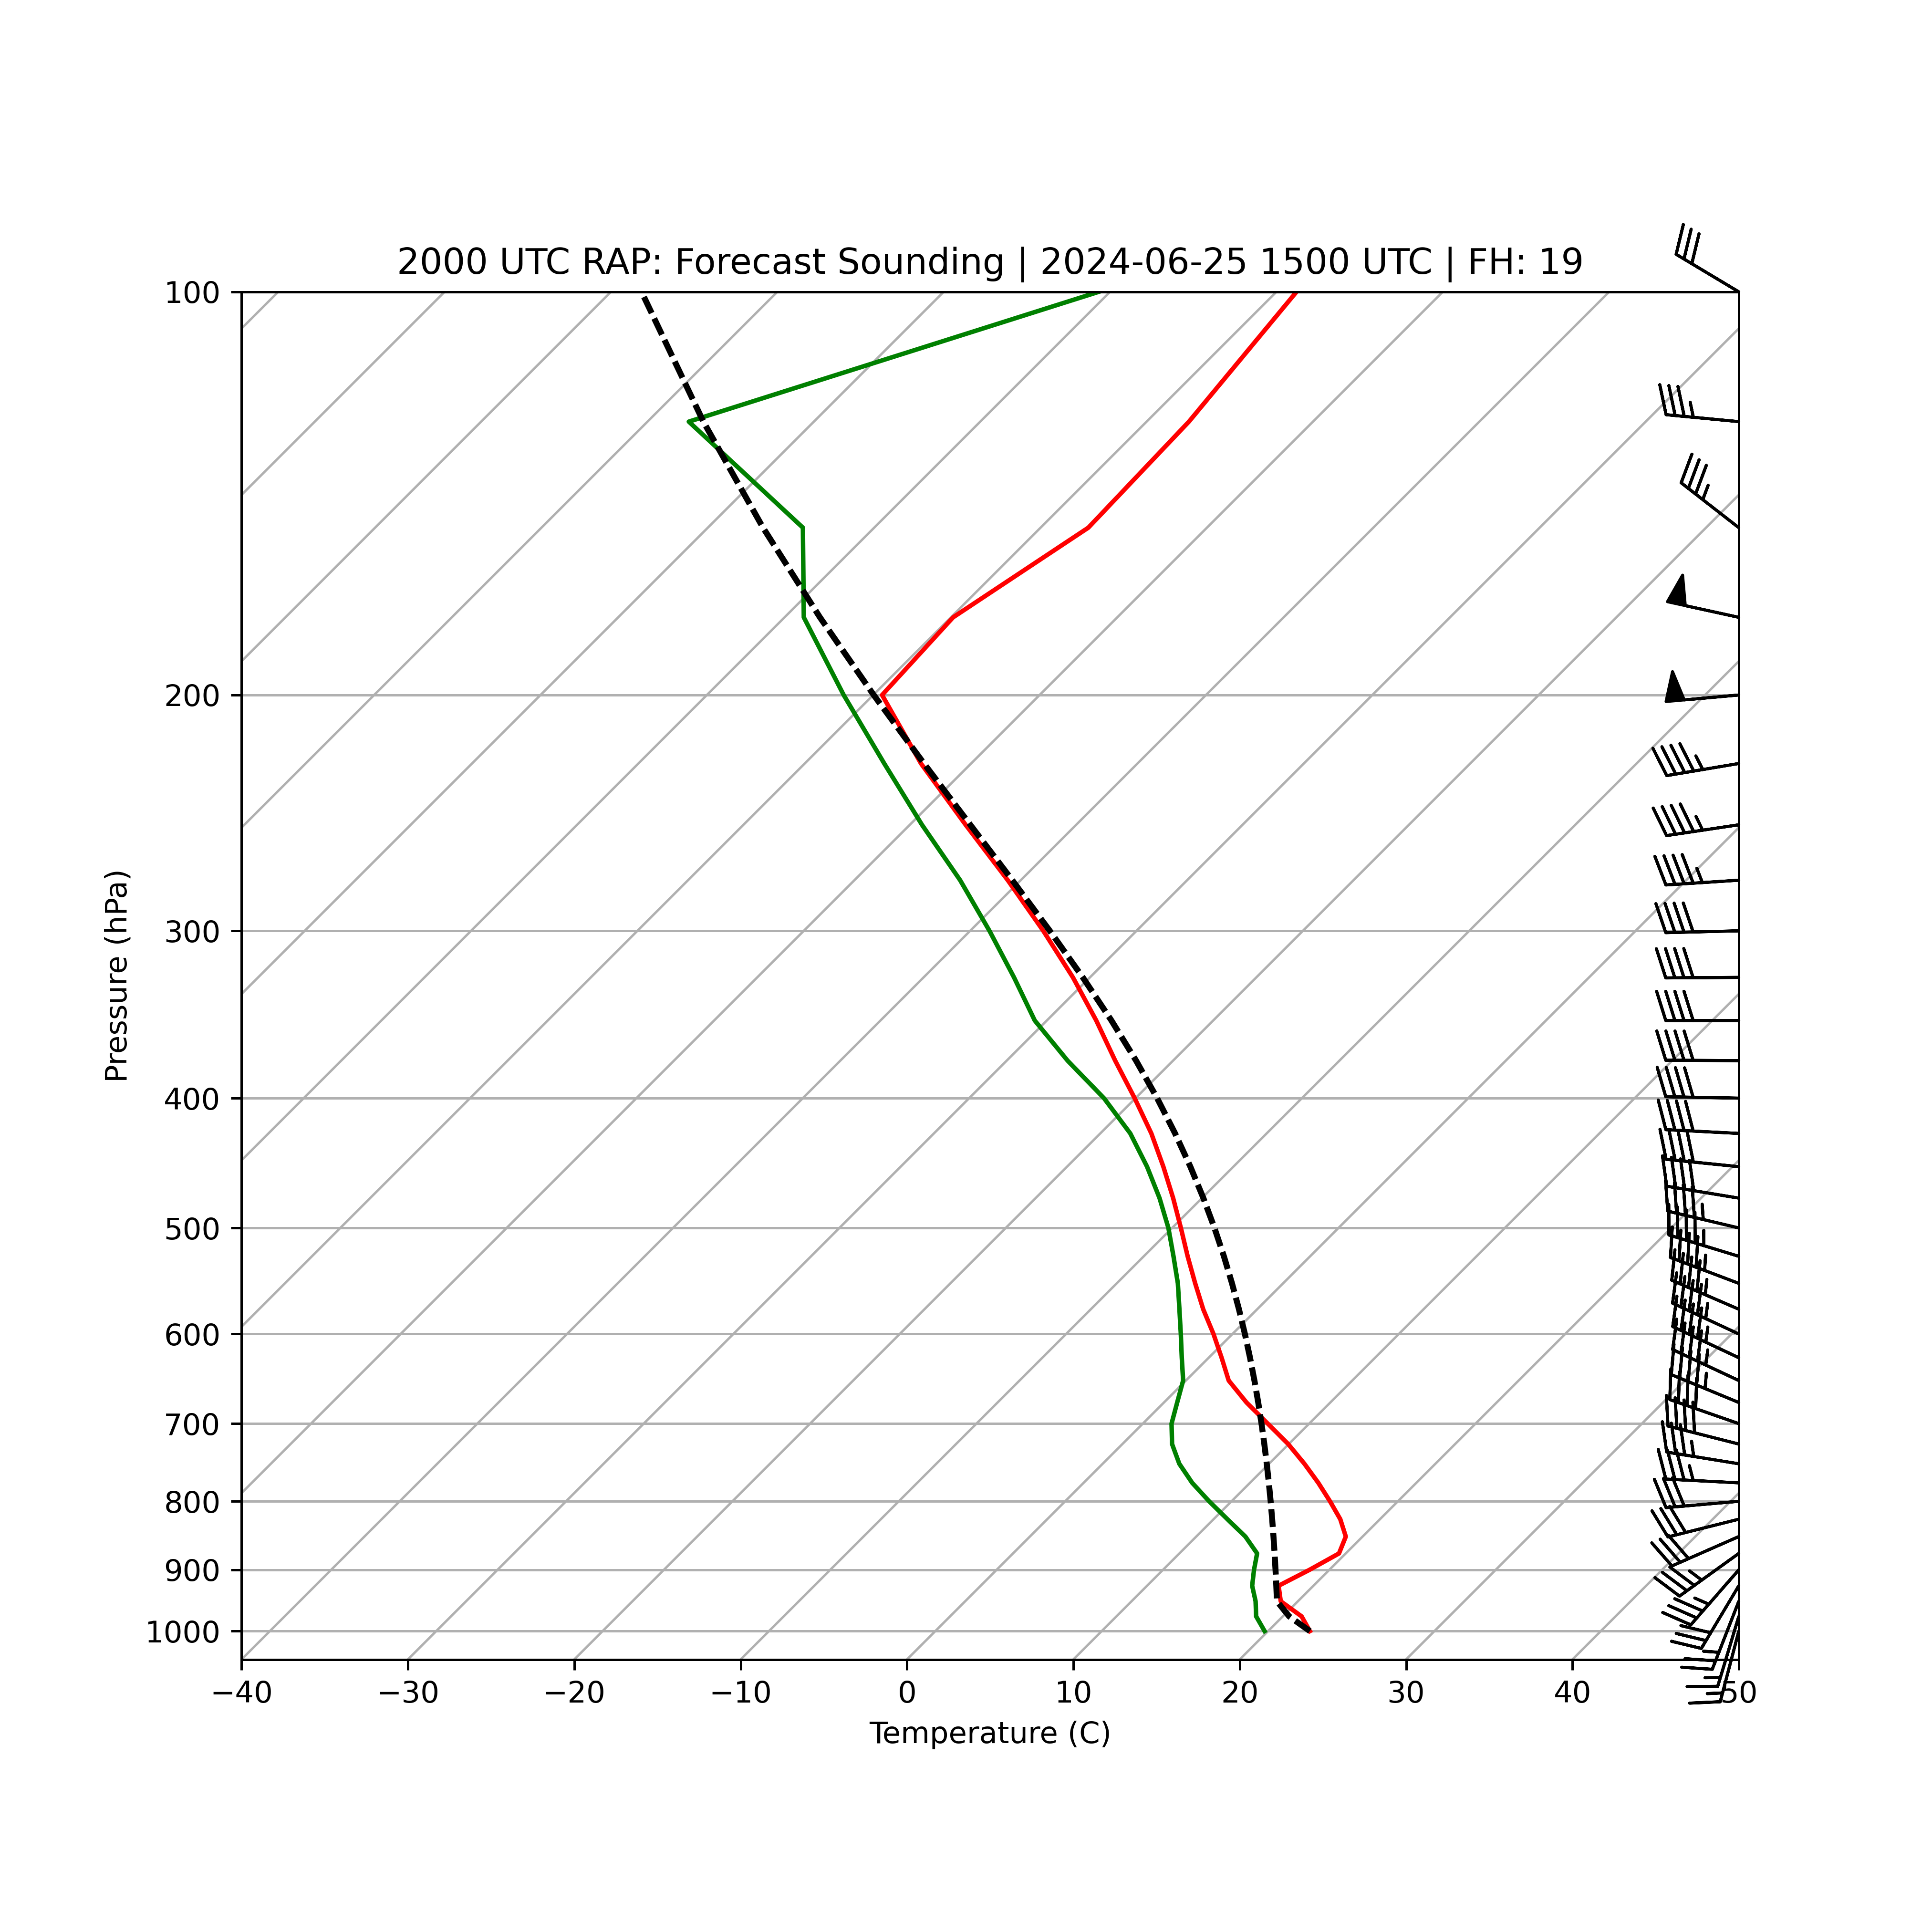 2000 UTC RAP: Forecast Sounding | 2024-06-25 1500 UTC | FH: 19
100
200
300
400
500
600
700
800
900
1000
Pressure (hPa)
−40 −30 −20 −10 0 10 20 30 40 50
Temperature (C)